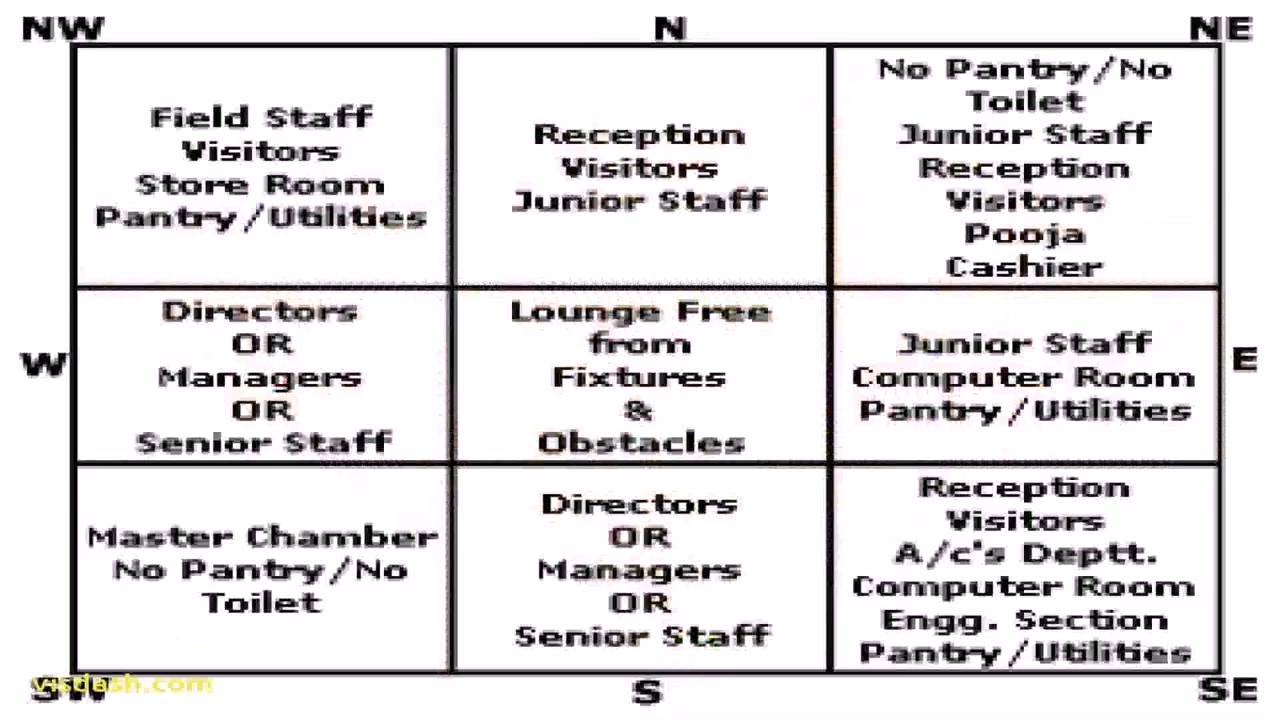 NW N NE
Field Staff
Visitors
Store Room
Pantry/Utilities
Reception
Visitors
Junior Staff
No Pantry/No
Toilet
Junior Staff
Reception
Visitors
Pooja
Cashier
W
Directors
OR
Managers
OR
Senior Staff
Lounge Free
from
Fixtures
&
Obstacles
Junior Staff
Computer Room
Pantry/Utilities
E
Master Chamber
No Pantry/No
Toilet
Directors
OR
Managers
OR
Senior Staff
Reception
Visitors
A/c's Deptt.
Computer Room
Engg. Section
Pantry/Utilities
SW S SE
visdash.com